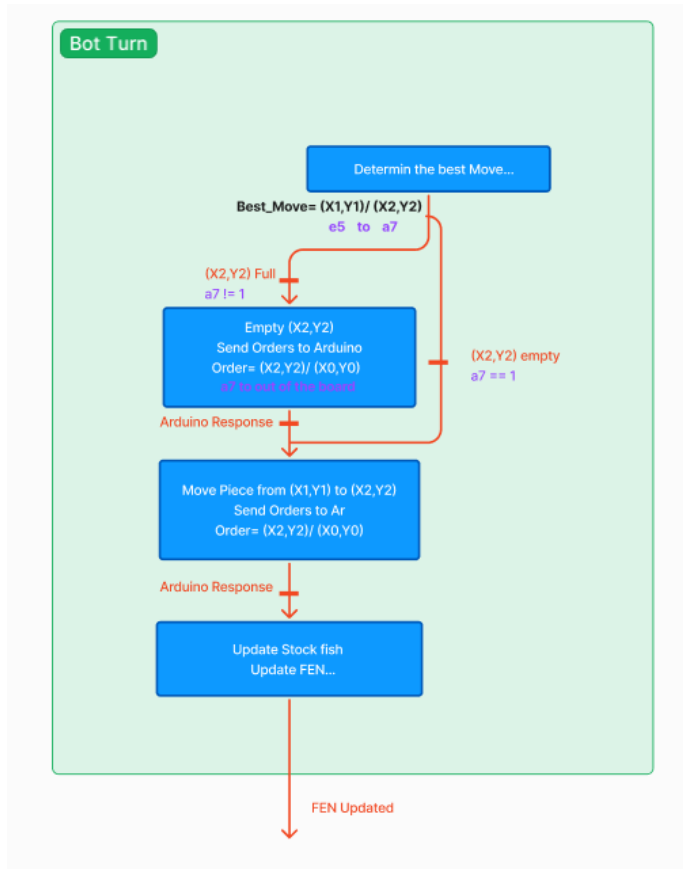 Bot Turn
Determin the best Move...
Best_Move= (X1,Y1)/ (X2,Y2)
e5 to a7
(X2,Y2) Full
a7 != 1
Empty (X2,Y2)
Send Orders to Arduino
Order= (X2,Y2)/ (X0,Y0)
a7 to out of the board
(X2,Y2) empty
a7 == 1
Arduino Response
Move Piece from (X1,Y1) to (X2,Y2)
Send Orders to Ar
Order= (X2,Y2)/ (X0,Y0)
Arduino Response
Update Stock fish
Update FEN...
FEN Updated